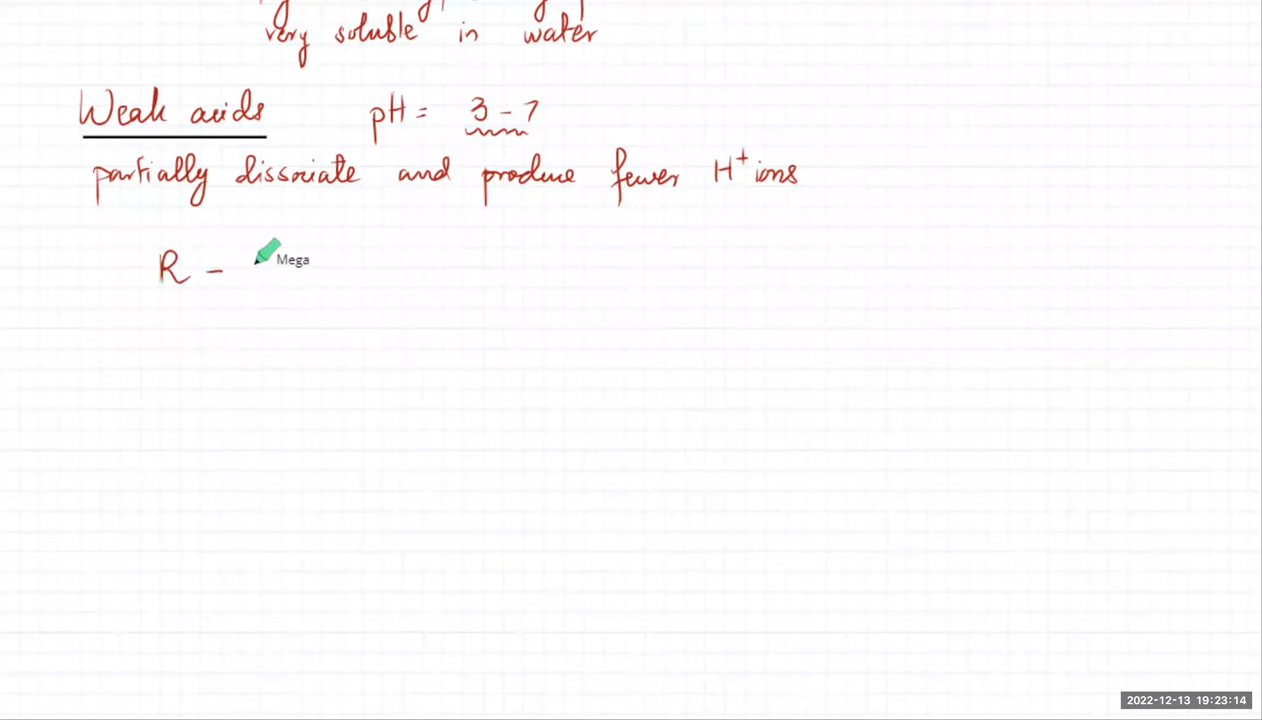 very soluble in water
Weak acids pH = 3 - 7
partially dissociate and produce fewer H⁺ ions
R -
Mega
2022-12-13 19:23:14